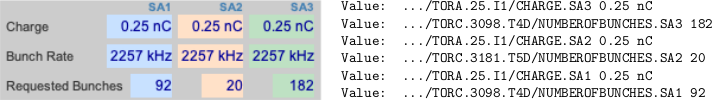 SA1 SA2 SA3
Charge 0.25 nC 0.25 nC 0.25 nC
Bunch Rate 2257 kHz 2257 kHz 2257 kHz
Requested Bunches 92 20 182
Value: .../TORA.25.I1/CHARGE.SA3 0.25 nC
Value: .../TORC.3098.T4D/NUMBEROFBUNCHES.SA3 182
Value: .../TORA.25.I1/CHARGE.SA2 0.25 nC
Value: .../TORC.3181.T5D/NUMBEROFBUNCHES.SA2 20
Value: .../TORA.25.I1/CHARGE.SA1 0.25 nC
Value: .../TORC.3098.T4D/NUMBEROFBUNCHES.SA1 92